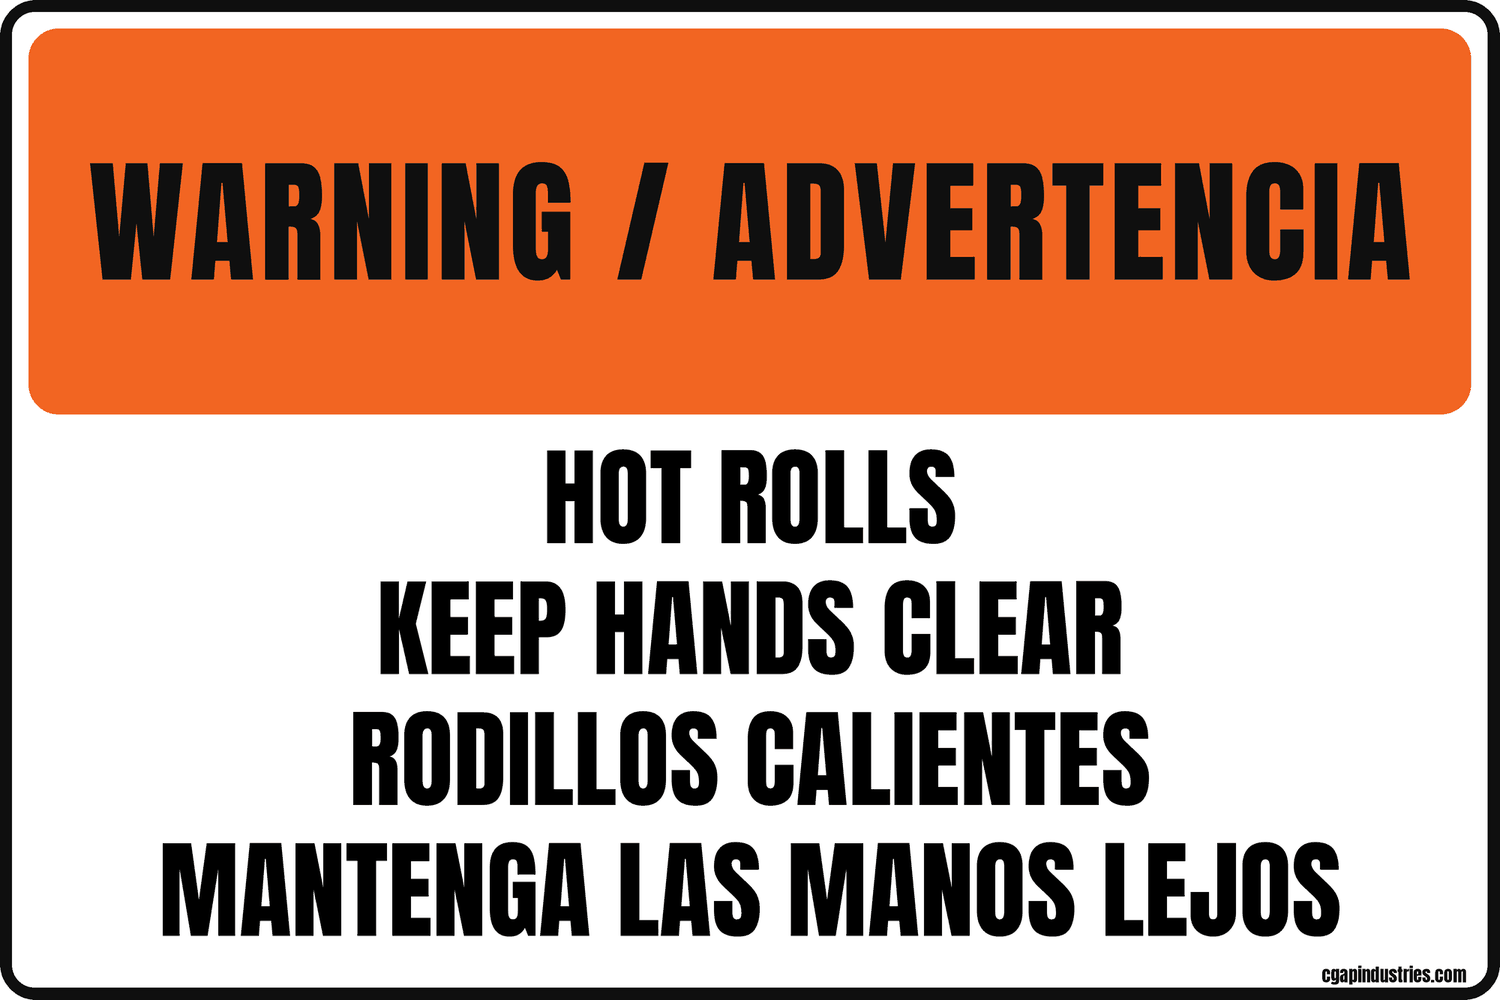 WARNING / ADVERTENCIA
HOT ROLLS
KEEP HANDS CLEAR
RODILLOS CALIENTES
MANTENGA LAS MANOS LEJOS
cgapindustries.com